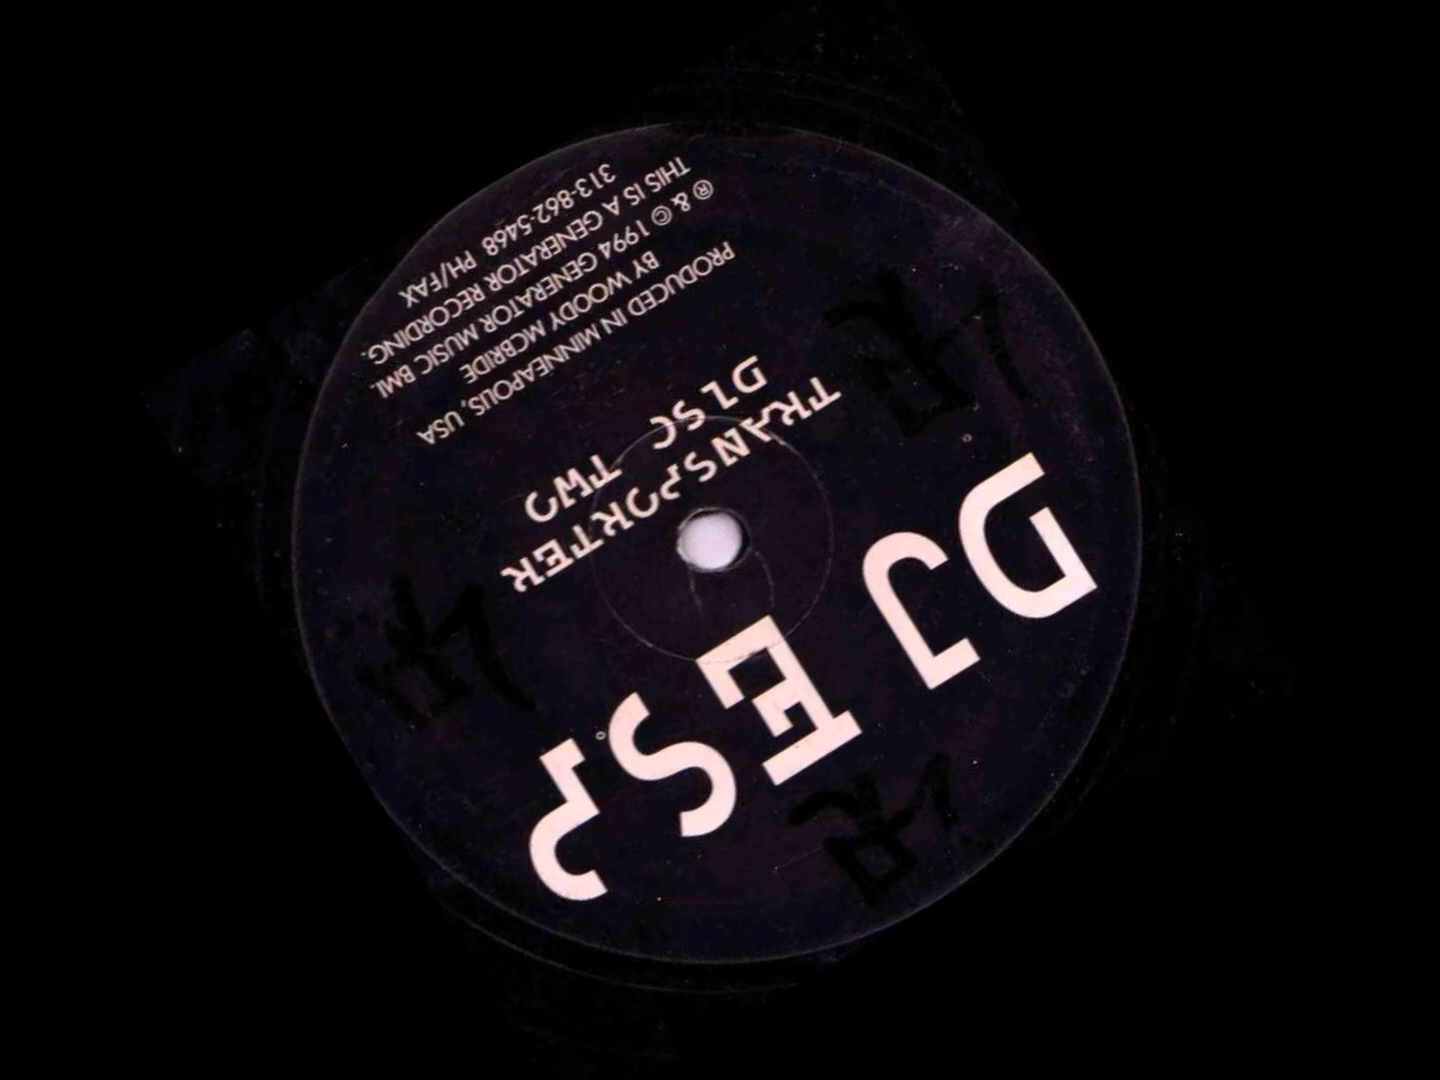 DJ ESP
TRANSPORTER
DISC TWO
PRODUCED IN MINNEAPOLIS, USA
BY WOODY MCBRIDE
℗ & © 1994 GENERATOR MUSIC BMI.
THIS IS A GENERATOR RECORDING.
313-862-5468 PH/FAX